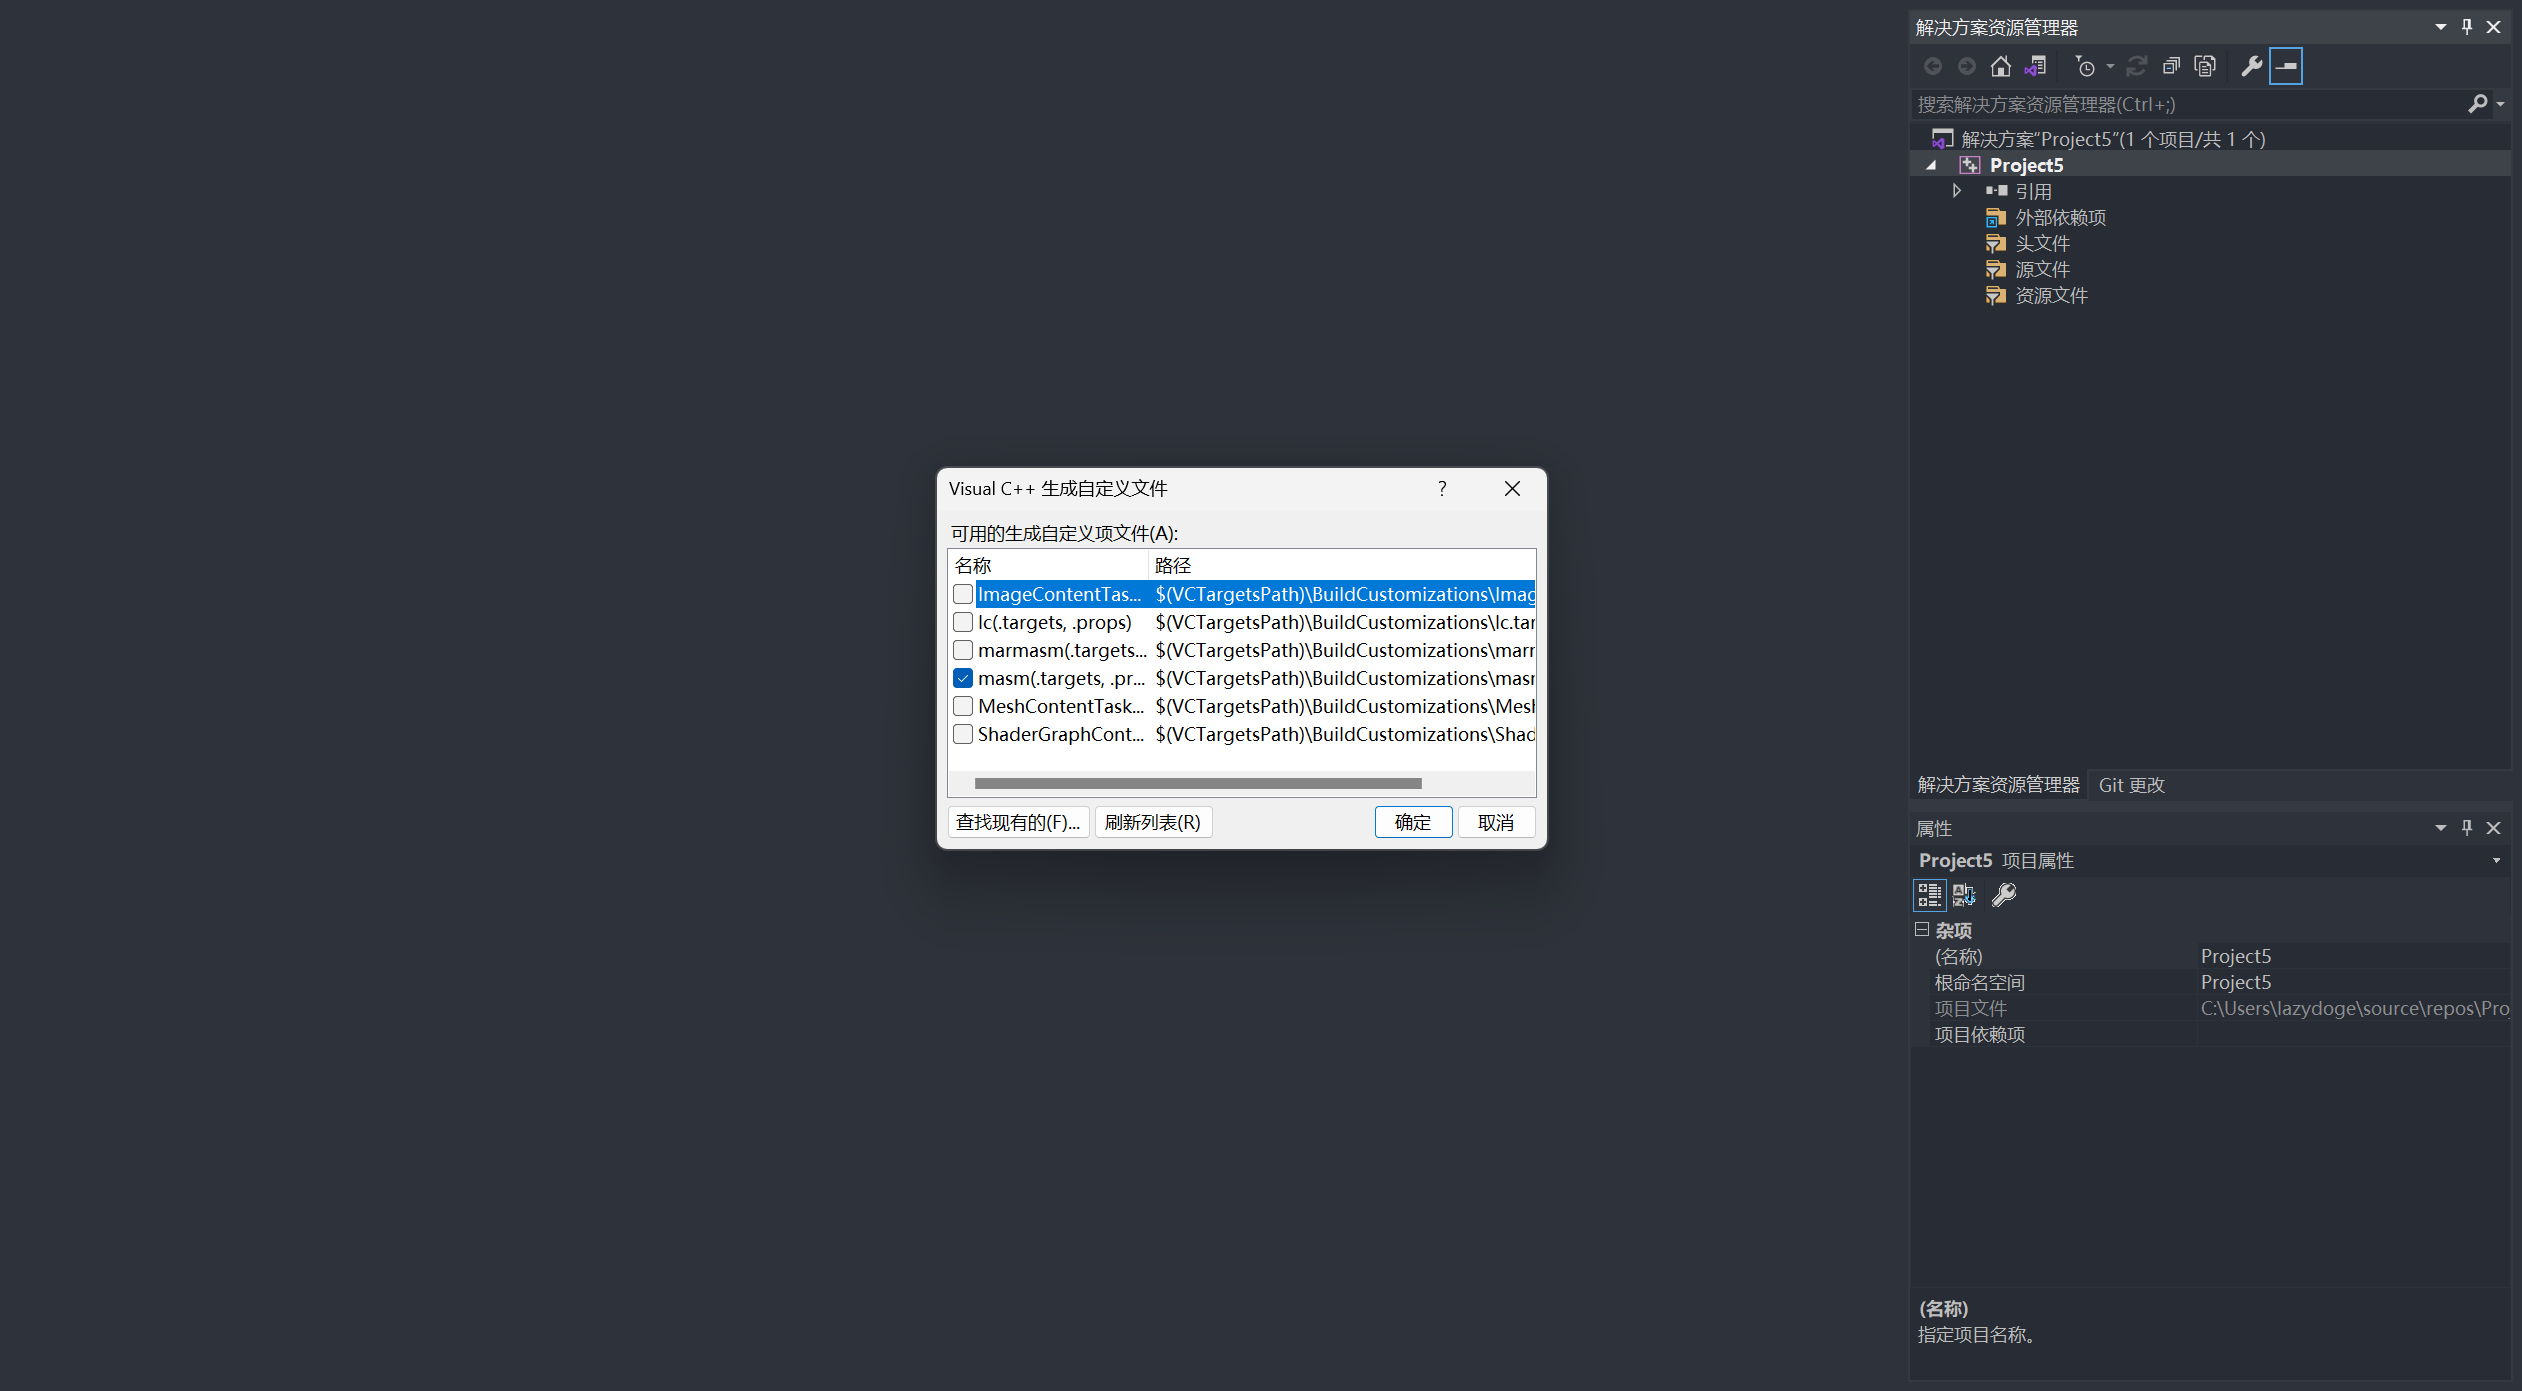 解决方案资源管理器
搜索解决方案资源管理器(Ctrl+;)
解决方案"Project5"(1 个项目/共 1 个)
Project5
引用
外部依赖项
头文件
源文件
资源文件
Visual C++ 生成自定义文件
?
可用的生成自定义项文件(A):
名称 路径
ImageContentTas... $(VCTargetsPath)\BuildCustomizations\Imag
lc(.targets, .props) $(VCTargetsPath)\BuildCustomizations\lc.tar
marmasm(.targets... $(VCTargetsPath)\BuildCustomizations\marr
masm(.targets, .pr... $(VCTargetsPath)\BuildCustomizations\masr
MeshContentTask... $(VCTargetsPath)\BuildCustomizations\Mesh
ShaderGraphCont... $(VCTargetsPath)\BuildCustomizations\Shad
查找现有的(F)... 刷新列表(R) 确定 取消
解决方案资源管理器 Git 更改
属性
Project5 项目属性
杂项
(名称) Project5
根命名空间 Project5
项目文件 C:\Users\lazydoge\source\repos\Proj
项目依赖项
(名称)
指定项目名称。